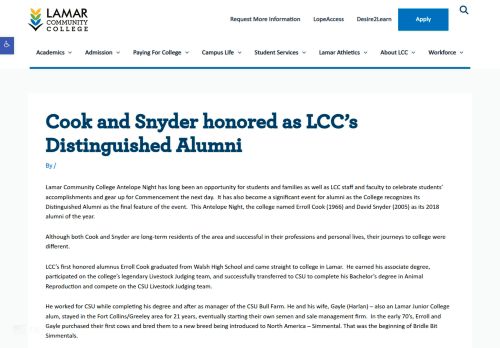 LAMAR
COMMUNITY
COLLEGE
Request More Information LopeAccess Desire2Learn Apply
Academics Admission Paying For College Campus Life Student Services Lamar Athletics About LCC Workforce
Cook and Snyder honored as LCC's
Distinguished Alumni
By /
Lamar Community College Antelope Night has long been an opportunity for students and families as well as LCC staff and faculty to celebrate students'
accomplishments and gear up for Commencement the next day. It has also become a significant event for alumni as the College recognizes its
Distinguished Alumni as the final feature of the event. This Antelope Night, the college named Erroll Cook (1966) and David Snyder (2005) as its 2018
alumni of the year.
Although both Cook and Snyder are long-term residents of the area and successful in their professions and personal lives, their journeys to college were
different.
LCC's first honored alumnus Erroll Cook graduated from Walsh High School and came straight to college in Lamar. He earned his associate degree,
participated on the college's legendary Livestock Judging team, and successfully transferred to CSU to complete his Bachelor's degree in Animal
Reproduction and compete on the CSU Livestock Judging team.
He worked for CSU while completing his degree and after as manager of the CSU Bull Farm. He and his wife, Gayle (Harlan) – also an Lamar Junior College
alum, stayed in the Fort Collins/Greeley area for 21 years, eventually starting their own semen and sale management firm. In the early 70's, Erroll and
Gayle purchased their first cows and bred them to a new breed being introduced to North America – Simmental. That was the beginning of Bridle Bit
Simmentals.